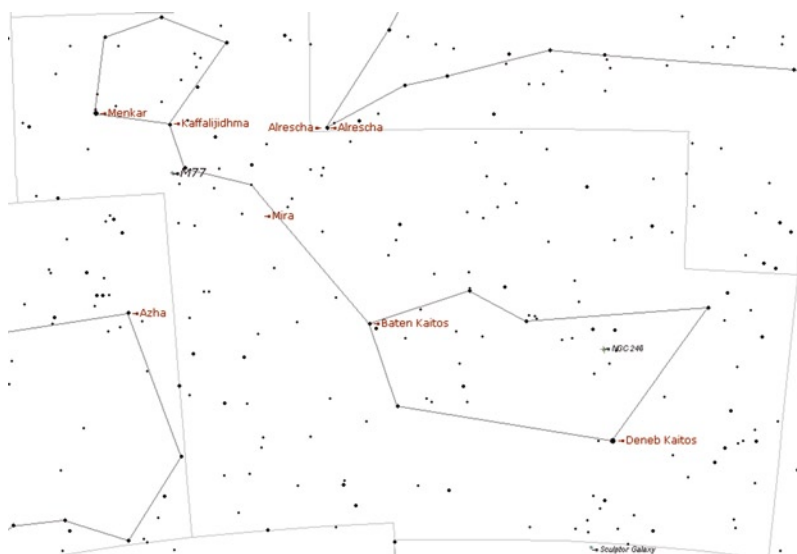 Menkar
Kaffalijidhma
Alrescha
Alrescha
M77
Mira
Azha
Baten Kaitos
NGC 246
Deneb Kaitos
Sculptor Galaxy